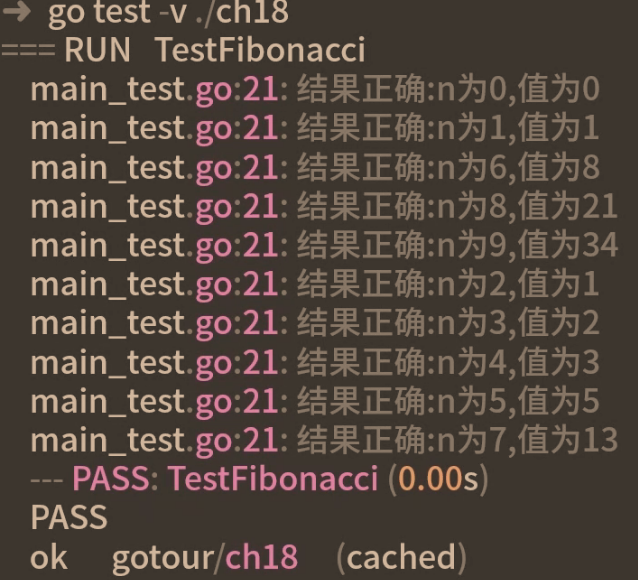 ➜ go test -v ./ch18
=== RUN TestFibonacci
main_test.go:21: 结果正确:n为0,值为0
main_test.go:21: 结果正确:n为1,值为1
main_test.go:21: 结果正确:n为6,值为8
main_test.go:21: 结果正确:n为8,值为21
main_test.go:21: 结果正确:n为9,值为34
main_test.go:21: 结果正确:n为2,值为1
main_test.go:21: 结果正确:n为3,值为2
main_test.go:21: 结果正确:n为4,值为3
main_test.go:21: 结果正确:n为5,值为5
main_test.go:21: 结果正确:n为7,值为13
--- PASS: TestFibonacci (0.00s)
PASS
ok gotour/ch18 (cached)